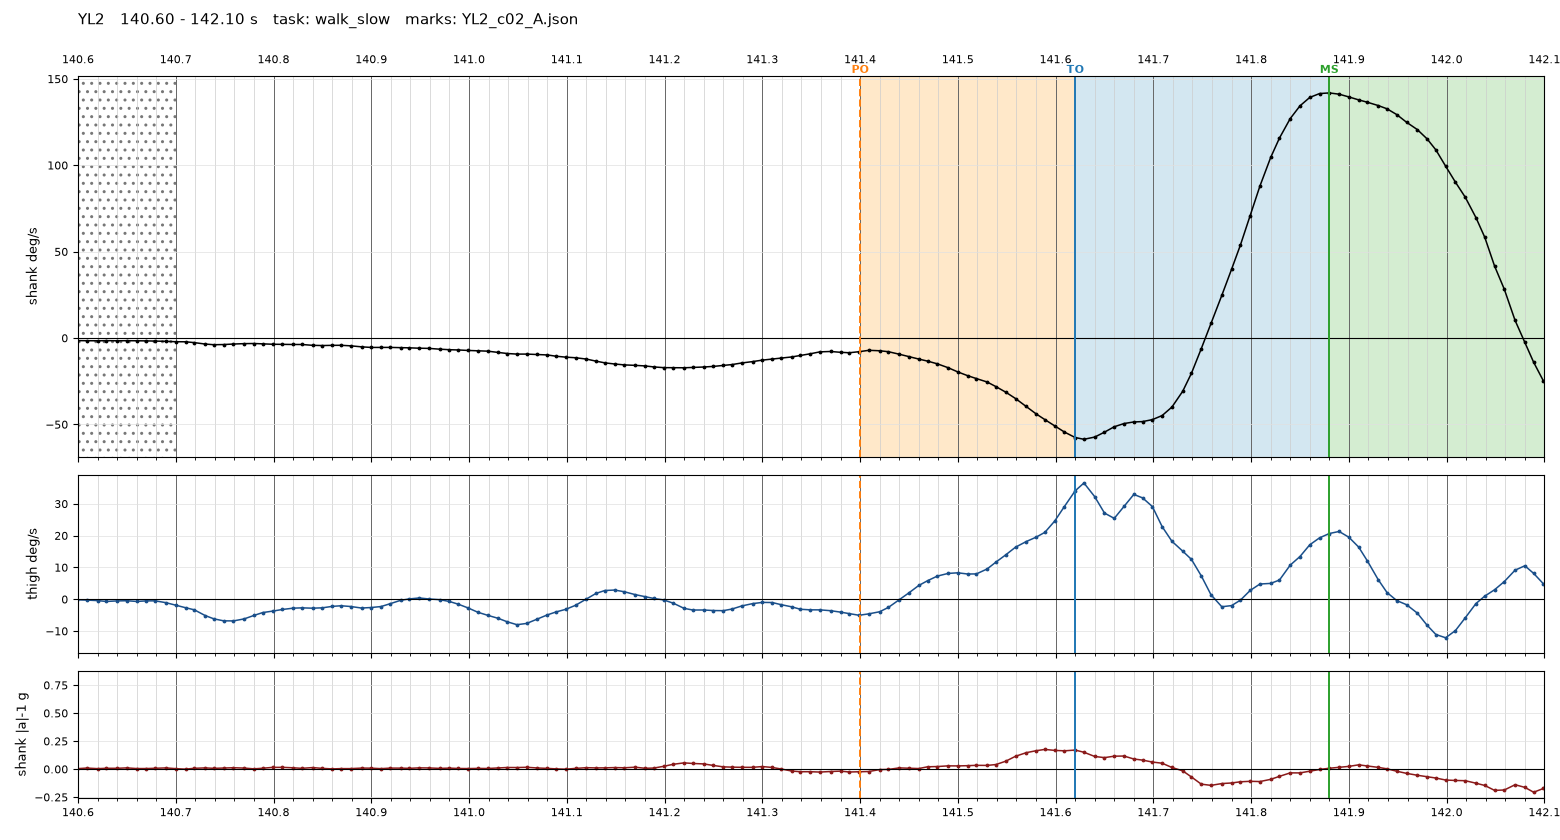 YL2 140.60 - 142.10 s task: walk_slow marks: YL2_c02_A.json
140.6 140.7 140.8 140.9 141.0 141.1 141.2 141.3 141.4 141.5 141.6 141.7 141.8 141.9 142.0 142.1
PO TO MS
150
100
50
0
−50
shank deg/s
30
20
10
0
−10
thigh deg/s
0.75
0.50
0.25
0.00
−0.25
shank |a|-1 g
140.6 140.7 140.8 140.9 141.0 141.1 141.2 141.3 141.4 141.5 141.6 141.7 141.8 141.9 142.0 142.1